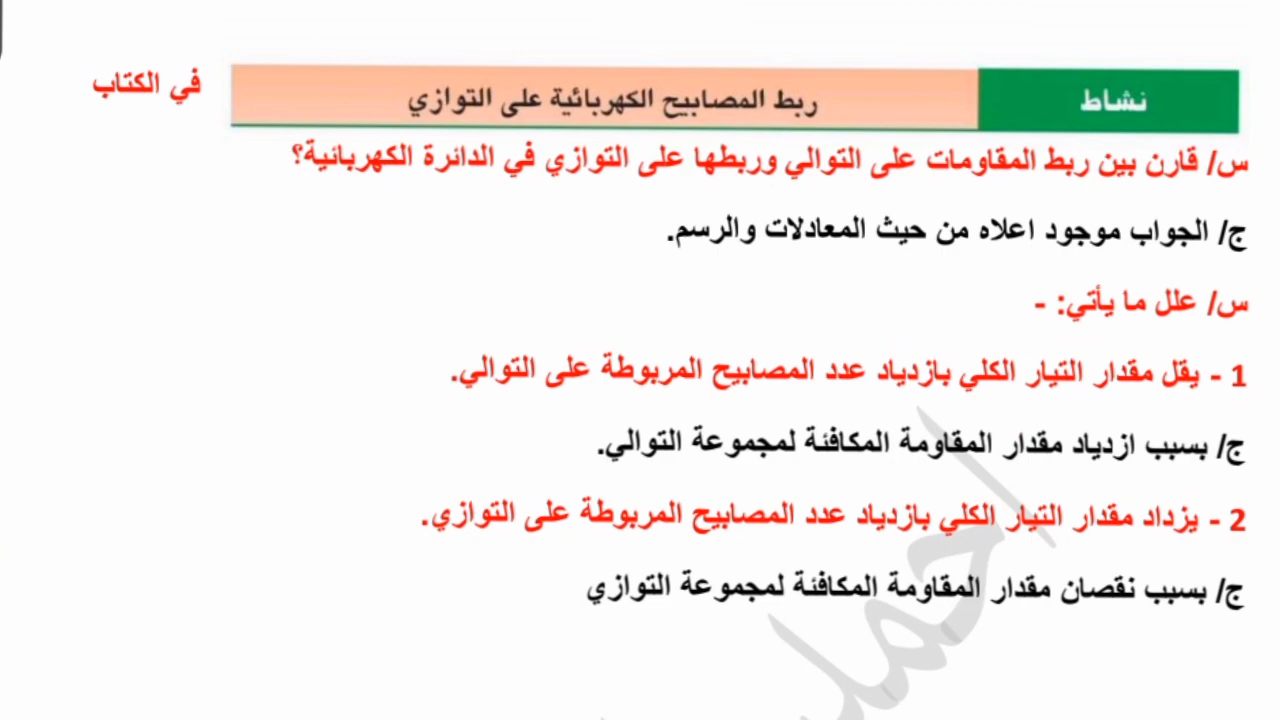 نشاط ربط المصابيح الكهربائية على التوازي في الكتاب
س/ قارن بين ربط المقاومات على التوالي وربطها على التوازي في الدائرة الكهربائية؟
ج/ الجواب موجود اعلاه من حيث المعادلات والرسم.
س/ علل ما يأتي: -
1 - يقل مقدار التيار الكلي بازدياد عدد المصابيح المربوطة على التوالي.
ج/ بسبب ازدياد مقدار المقاومة المكافئة لمجموعة التوالي.
2 - يزداد مقدار التيار الكلي بازدياد عدد المصابيح المربوطة على التوازي.
ج/ بسبب نقصان مقدار المقاومة المكافئة لمجموعة التوازي